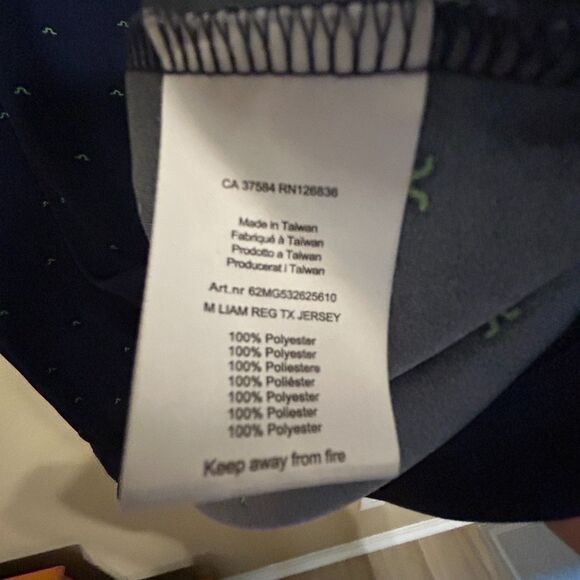 CA 37584 RN126836
Made in Taiwan
Fabriqué à Taïwan
Prodotto a Taiwan
Producerat i Taiwan
Art.nr 62MG532625610
M LIAM REG TX JERSEY
100% Polyester
100% Polyester
100% Poliestere
100% Poliéster
100% Polyester
100% Poliester
100% Polyester
Keep away from fire